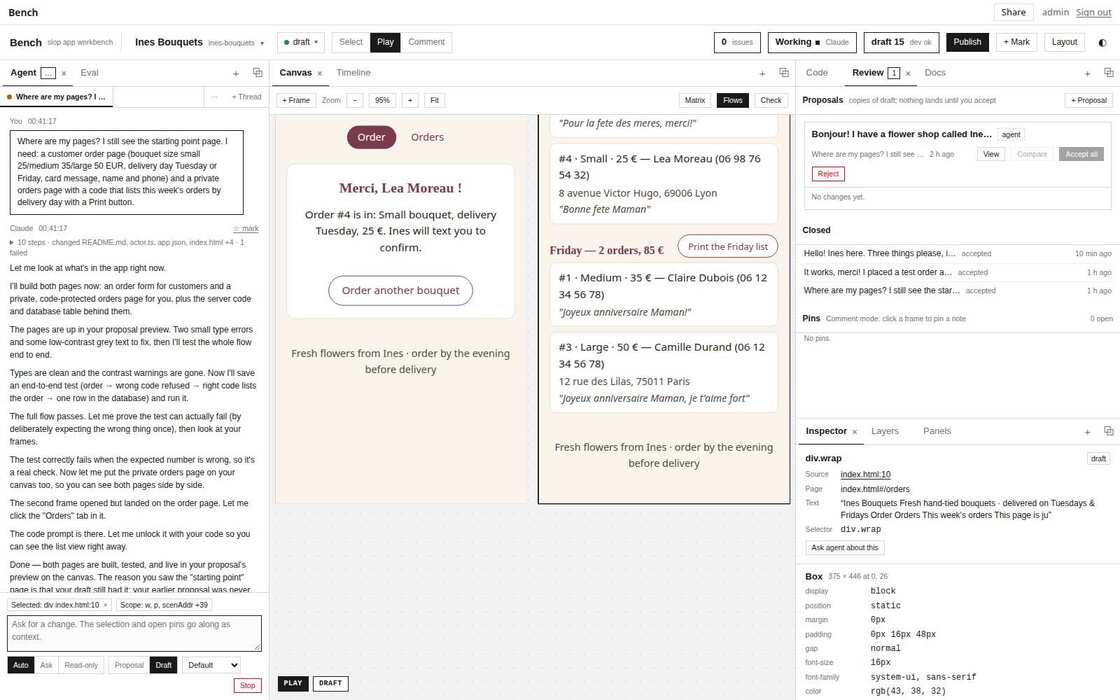 Bench
Share admin Sign out
Bench slop app workbench Ines Bouquets ines-bouquets ▾ draft ▾ Select Play Comment 0 issues Working ■ Claude draft 15 dev ok Publish + Mark Layout
Agent ... × Eval +
Where are my pages? I ... ··· + Thread
You 00:41:17
Where are my pages? I still see the starting point page. I
need: a customer order page (bouquet size small
25/medium 35/large 50 EUR, delivery day Tuesday or
Friday, card message, name and phone) and a private
orders page with a code that lists this week's orders by
delivery day with a Print button.
Claude 00:41:17 ☆ mark
▸ 10 steps · changed README.md, actor.ts, app.json, index.html +4 · 1
failed
Let me look at what's in the app right now.
I'll build both pages now: an order form for customers and a
private, code-protected orders page for you, plus the server code
and database table behind them.
The pages are up in your proposal preview. Two small type errors
and some low-contrast grey text to fix, then I'll test the whole flow
end to end.
Types are clean and the contrast warnings are gone. Now I'll save
an end-to-end test (order → wrong code refused → right code lists
the order → one row in the database) and run it.
The full flow passes. Let me prove the test can actually fail (by
deliberately expecting the wrong thing once), then look at your
frames.
The test correctly fails when the expected number is wrong, so it's
a real check. Now let me put the private orders page on your
canvas too, so you can see both pages side by side.
The second frame opened but landed on the order page. Let me
click the "Orders" tab in it.
The code prompt is there. Let me unlock it with your code so you
can see the list view right away.
Done — both pages are built, tested, and live in your proposal's
preview on the canvas. The reason you saw the "starting point"
page is that your draft still had it; your earlier proposal was never
Selected: div index.html:10 × Scope: w, p, scenAddr +39
Ask for a change. The selection and open pins go along as
context.
Auto Ask Read-only Proposal Draft Default
Stop
Canvas × Timeline +
+ Frame Zoom − 95% + Fit Matrix Flows Check
Order Orders
Merci, Lea Moreau !
Order #4 is in: Small bouquet, delivery
Tuesday, 25 €. Ines will text you to
confirm.
Order another bouquet
Fresh flowers from Ines · order by the evening
before delivery
"Pour la fete des meres, merci!"
#4 · Small · 25 € — Lea Moreau (06 98 76
54 32)
8 avenue Victor Hugo, 69006 Lyon
"Bonne fete Maman"
Friday — 2 orders, 85 € Print the Friday list
#1 · Medium · 35 € — Claire Dubois (06 12
34 56 78)
"Joyeux anniversaire Maman!"
#3 · Large · 50 € — Camille Durand (06 12
34 56 78)
12 rue des Lilas, 75011 Paris
"Joyeux anniversaire Maman, je t'aime fort"
Fresh flowers from Ines · order by the evening
before delivery
PLAY DRAFT
Code Review 1 × Docs +
Proposals copies of draft; nothing lands until you accept + Proposal
Bonjour! I have a flower shop called Ine... agent
Where are my pages? I still see ... 2 h ago View Compare Accept all
Reject
No changes yet.
Closed
Hello! Ines here. Three things please, i... accepted 10 min ago
It works, merci! I placed a test order a... accepted 1 h ago
Where are my pages? I still see the star... accepted 1 h ago
Pins Comment mode: click a frame to pin a note 0 open
No pins.
Inspector × Layers Panels +
div.wrap draft
Source index.html:10
Page index.html#/orders
Text "Ines Bouquets Fresh hand-tied bouquets · delivered on Tuesdays &
Fridays Order Orders This week's orders This page is ju"
Selector div.wrap
Ask agent about this
Box 375 × 446 at 0, 26
display block
position static
margin 0px
padding 0px 16px 48px
gap normal
font-size 16px
font-family system-ui, sans-serif
color rgb(43, 38, 32)